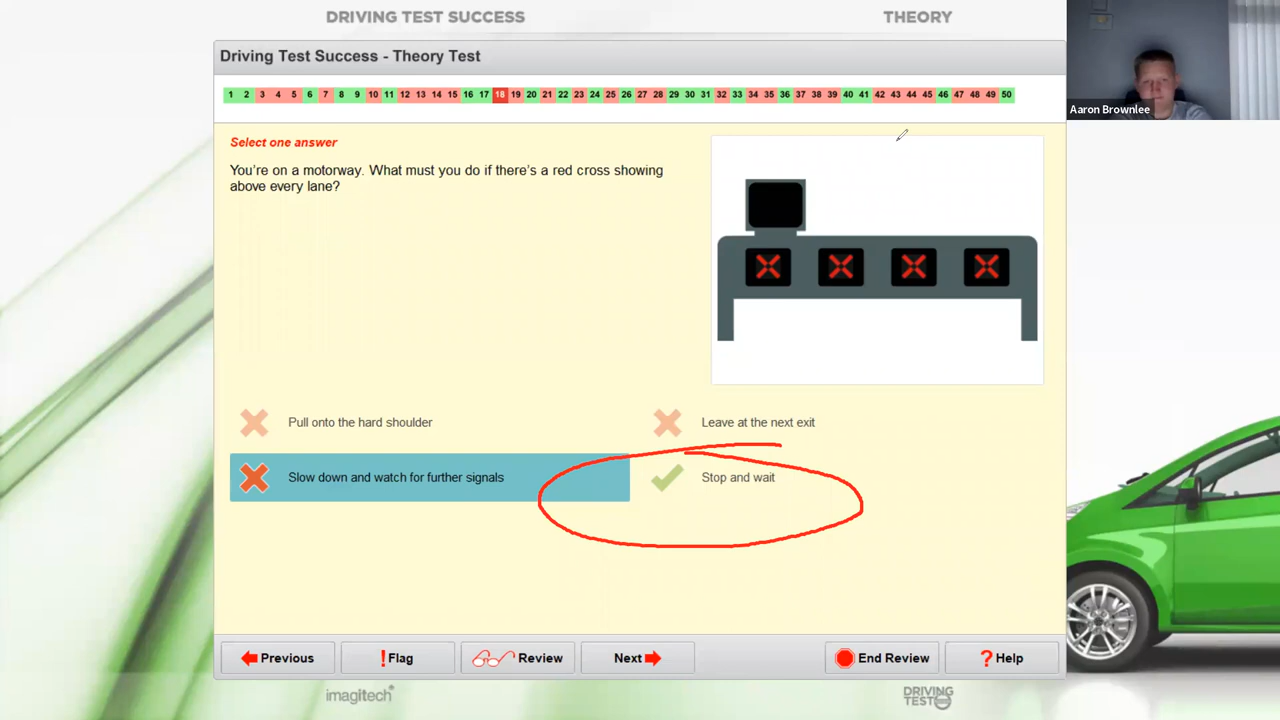 DRIVING TEST SUCCESS
THEORY
Driving Test Success - Theory Test
1 2 3 4 5 6 7 8 9 10 11 12 13 14 15 16 17 18 19 20 21 22 23 24 25 26 27 28 29 30 31 32 33 34 35 36 37 38 39 40 41 42 43 44 45 46 47 48 49 50
Aaron Brownlee
Select one answer
You're on a motorway. What must you do if there's a red cross showing
above every lane?
Pull onto the hard shoulder
Leave at the next exit
Slow down and watch for further signals
Stop and wait
Previous
!Flag
Review
Next
End Review
?Help
imagitech
DRIVING
TEST